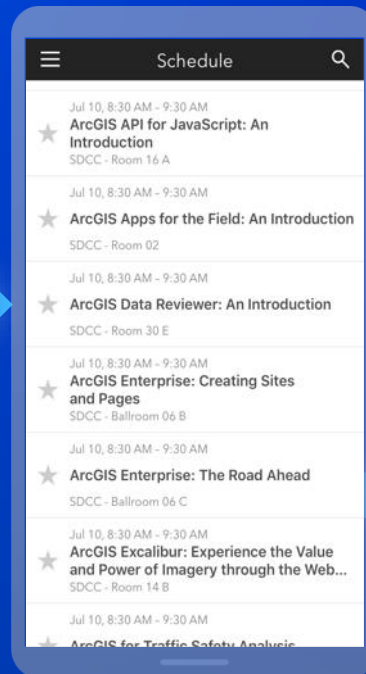 Schedule
Jul 10, 8:30 AM - 9:30 AM
ArcGIS API for JavaScript: An
Introduction
SDCC - Room 16 A
Jul 10, 8:30 AM - 9:30 AM
ArcGIS Apps for the Field: An Introduction
SDCC - Room 02
Jul 10, 8:30 AM - 9:30 AM
ArcGIS Data Reviewer: An Introduction
SDCC - Room 30 E
Jul 10, 8:30 AM - 9:30 AM
ArcGIS Enterprise: Creating Sites
and Pages
SDCC - Ballroom 06 B
Jul 10, 8:30 AM - 9:30 AM
ArcGIS Enterprise: The Road Ahead
SDCC - Ballroom 06 C
Jul 10, 8:30 AM - 9:30 AM
ArcGIS Excalibur: Experience the Value
and Power of Imagery through the Web...
SDCC - Room 14 B
Jul 10, 8:30 AM - 9:30 AM
ArcGIS for Traffic Safety Analysis